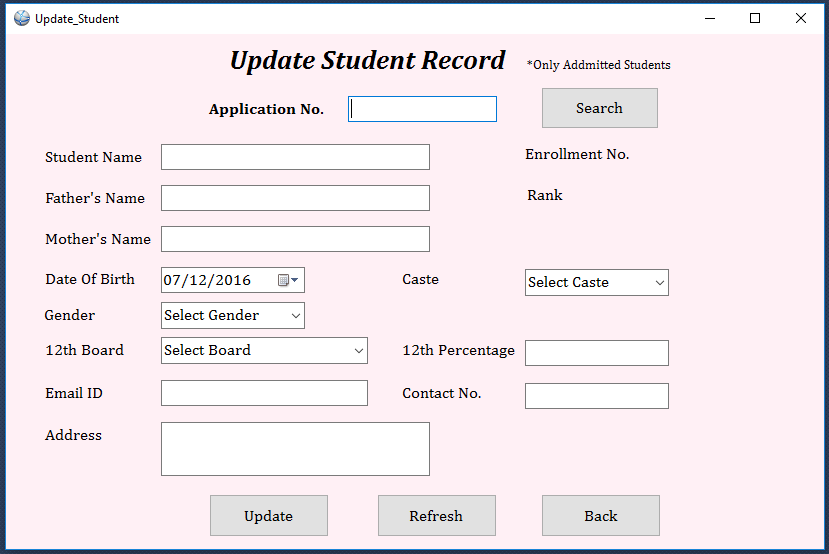 Update_Student
Update Student Record *Only Addmitted Students
Application No. Search
Student Name Enrollment No.
Father's Name Rank
Mother's Name
Date Of Birth 07/12/2016 Caste Select Caste
Gender Select Gender
12th Board Select Board 12th Percentage
Email ID Contact No.
Address
Update Refresh Back